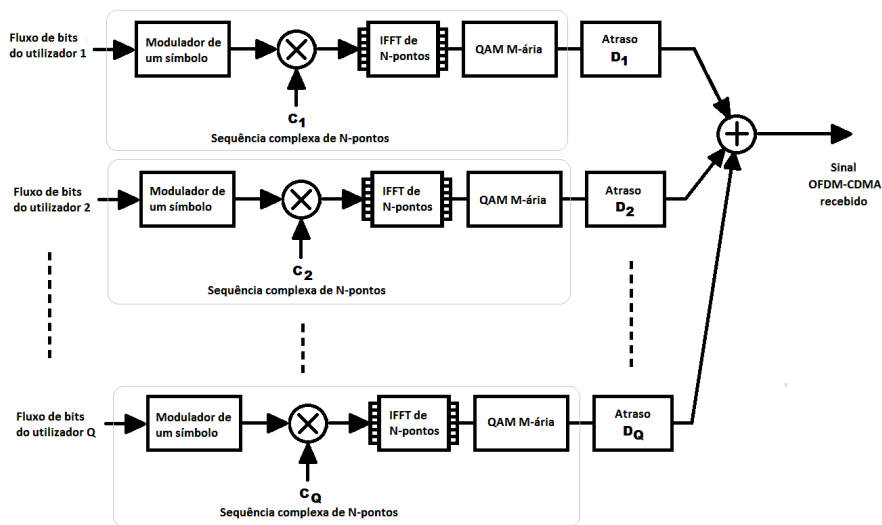 Fluxo de bits
do utilizador 1
Modulador de
um símbolo
IFFT de
N-pontos
QAM M-ária
Atraso
D1
C1
Sequência complexa de N-pontos
Sinal
OFDM-CDMA
recebido
Fluxo de bits
do utilizador 2
Modulador de
um símbolo
IFFT de
N-pontos
QAM M-ária
Atraso
D2
C2
Sequência complexa de N-pontos
Fluxo de bits
do utilizador Q
Modulador de
um símbolo
IFFT de
N-pontos
QAM M-ária
Atraso
DQ
CQ
Sequência complexa de N-pontos